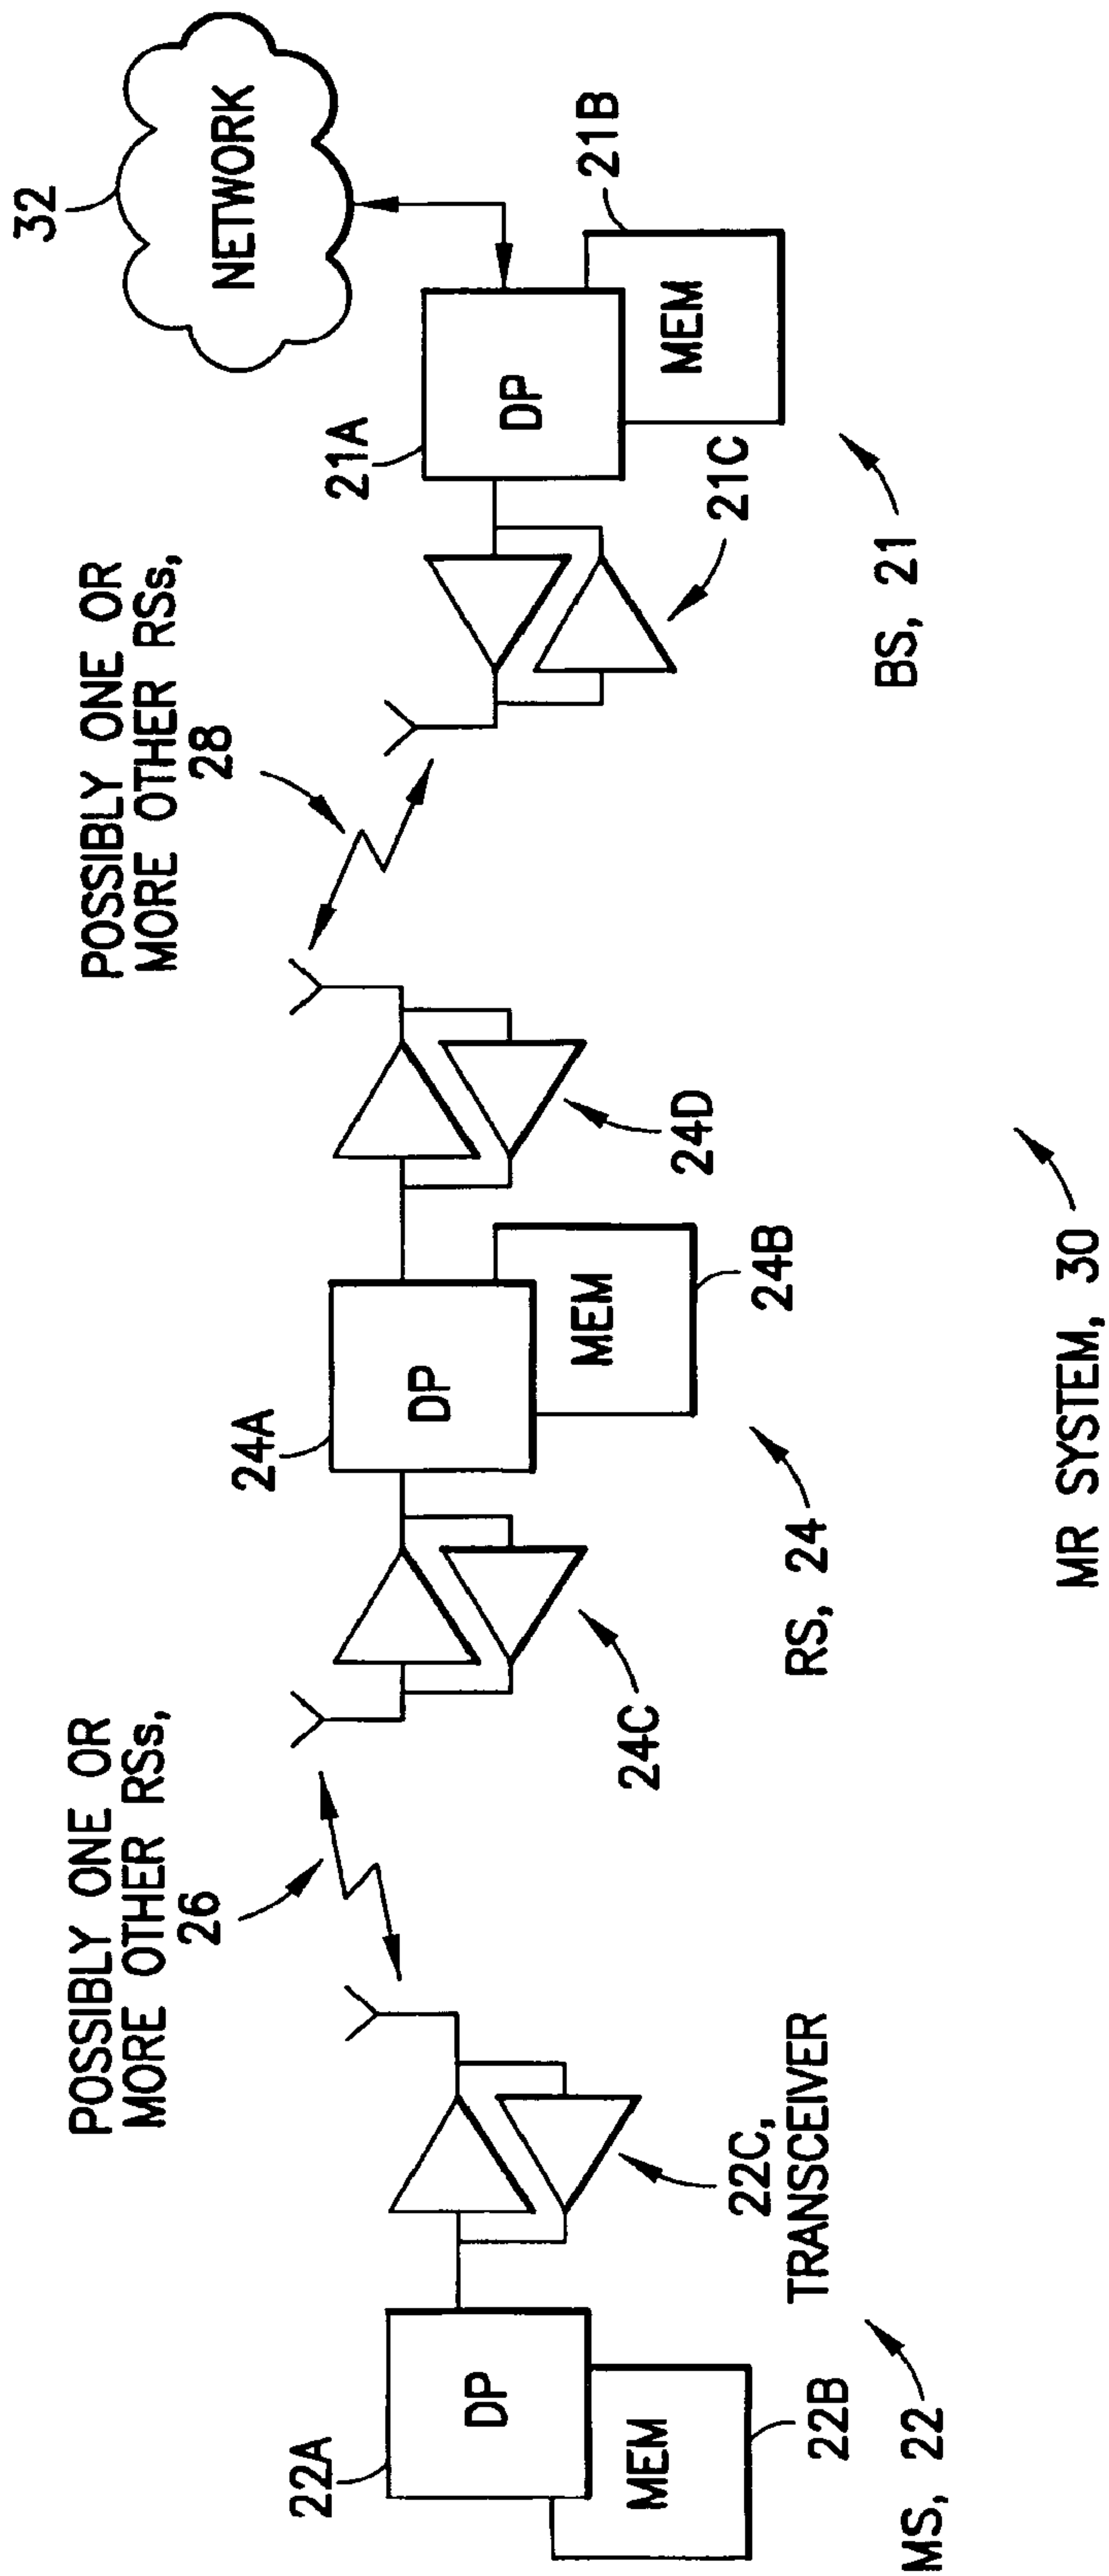 POSSIBLY ONE OR
MORE OTHER RSs,
26
POSSIBLY ONE OR
MORE OTHER RSs,
28
32
NETWORK
22A
DP
MEM
22B
22C,
TRANSCEIVER
MS, 22
24A
DP
MEM
24B
24C
24D
RS, 24
21A
DP
MEM
21B
21C
BS, 21
MR SYSTEM, 30